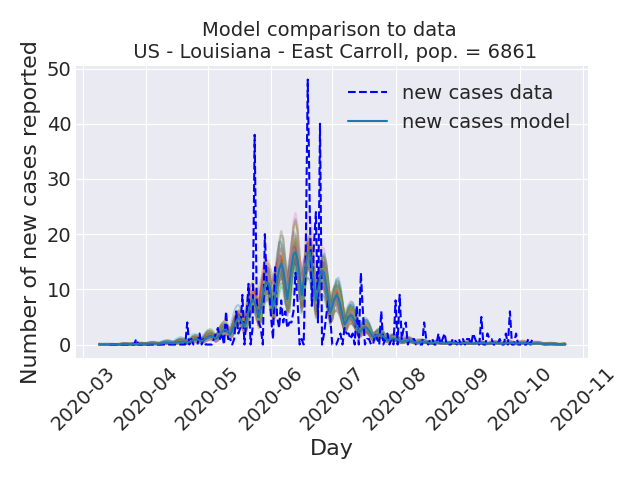 Model comparison to data
US - Louisiana - East Carroll, pop. = 6861
Number of new cases reported
50
40
30
20
10
0
new cases data
new cases model
2020-03
2020-04
2020-05
2020-06
2020-07
2020-08
2020-09
2020-10
2020-11
Day